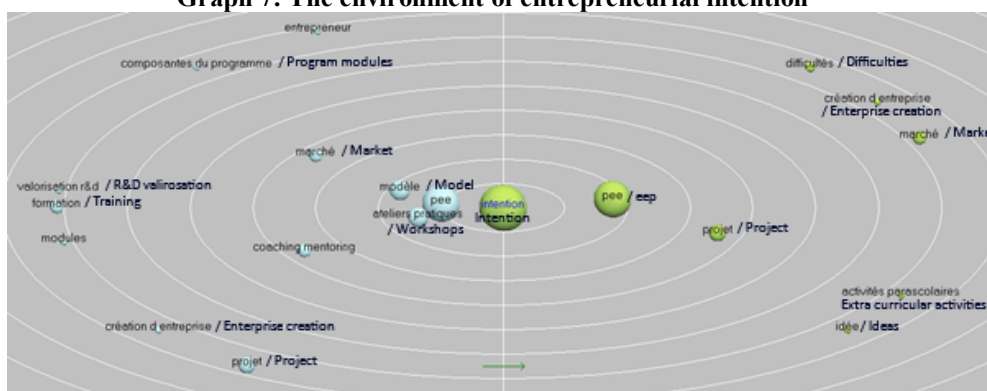 Graph 7: The environment of entrepreneurial intention
entrepreneur
composantes du programme / Program modules
difficultés / Difficulties
création d entreprise
/ Enterprise creation
marché / Mark
marché / Market
valorisation r&d / R&D valirosation
formation / Training
modules
modèle / Model
pee
ateliers pratiques
/ Workshops
intention
Intention
pee / eep
projet / Project
coaching mentoring
activités parascolaires
Extra curricular activities
idée / Ideas
création d entreprise / Enterprise creation
projet / Project